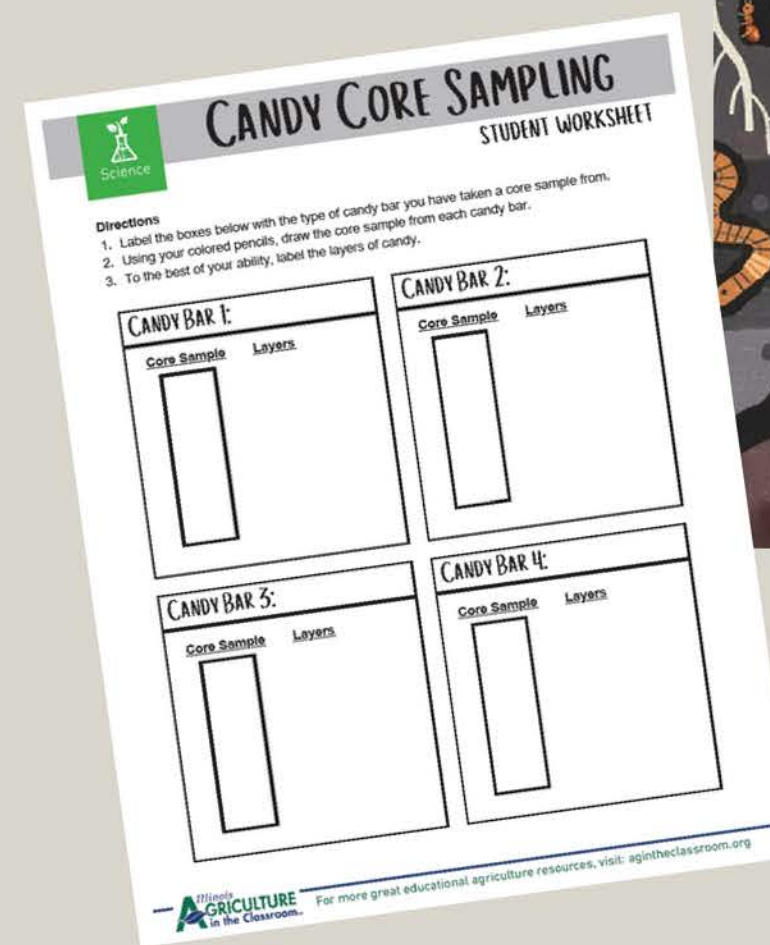 CANDY CORE SAMPLING
STUDENT WORKSHEET
Science
Directions
1. Label the boxes below with the type of candy bar you have taken a core sample from.
2. Using your colored pencils, draw the core sample from each candy bar.
3. To the best of your ability, label the layers of candy.
CANDY BAR 1:
Core Sample Layers
CANDY BAR 2:
Core Sample Layers
CANDY BAR 3:
Core Sample Layers
CANDY BAR 4:
Core Sample Layers
Illinois
AGRICULTURE
in the Classroom
For more great educational agriculture resources, visit: agintheclassroom.org